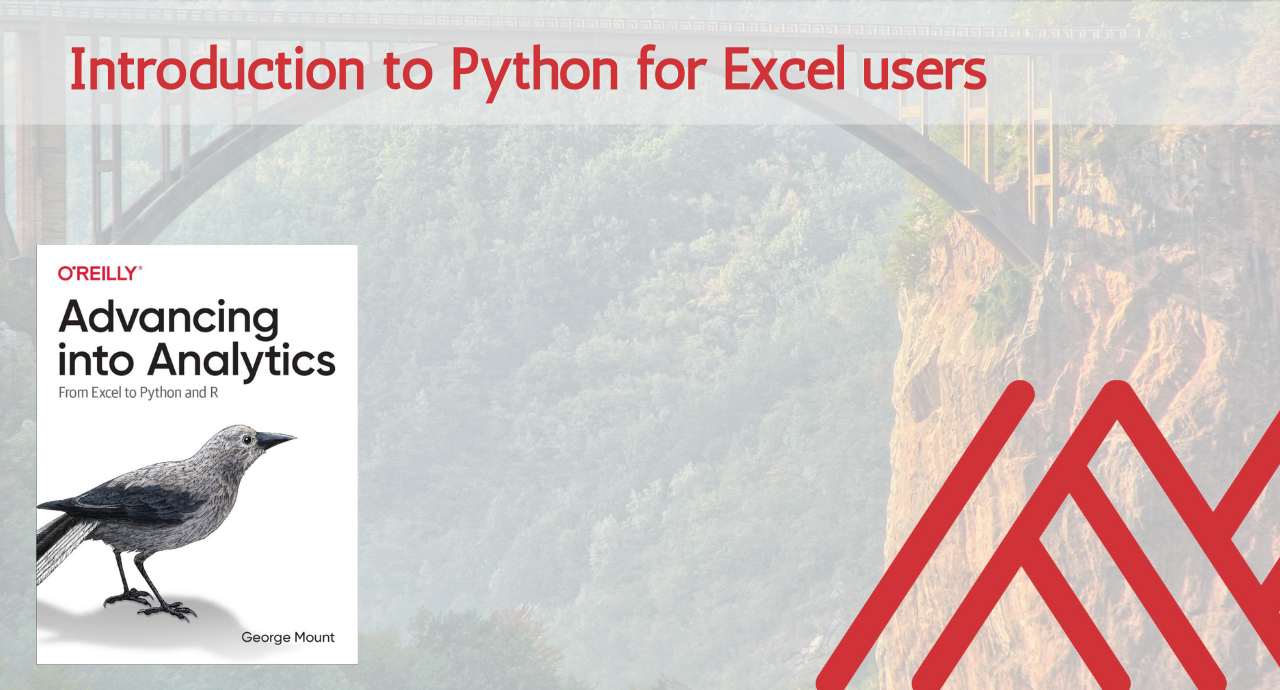 Introduction to Python for Excel users
O'REILLY®
Advancing
into Analytics
From Excel to Python and R
George Mount